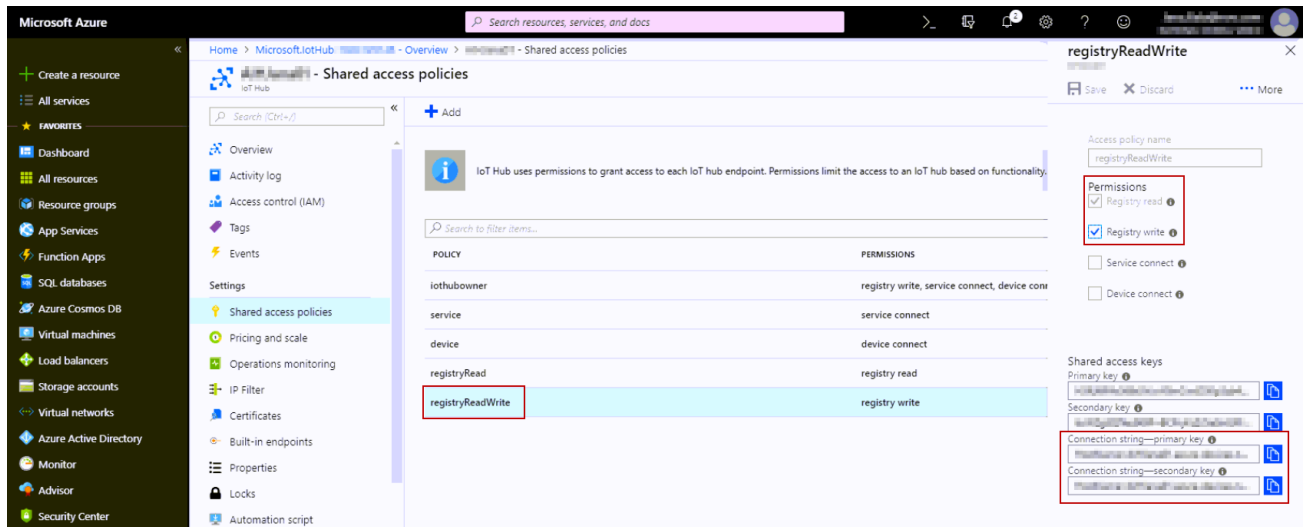 Microsoft Azure
Search resources, services, and docs
2
Create a resource
All services
FAVORITES
Dashboard
All resources
Resource groups
App Services
Function Apps
SQL databases
Azure Cosmos DB
Virtual machines
Load balancers
Storage accounts
Virtual networks
Azure Active Directory
Monitor
Advisor
Security Center
Home > Microsoft.IotHub - Overview > - Shared access policies
- Shared access policies
IoT Hub
Search (Ctrl+/)
Overview
Activity log
Access control (IAM)
Tags
Events
Settings
Shared access policies
Pricing and scale
Operations monitoring
IP Filter
Certificates
Built-in endpoints
Properties
Locks
Automation script
Add
IoT Hub uses permissions to grant access to each IoT hub endpoint. Permissions limit the access to an IoT hub based on functionality.
Search to filter items...
POLICY PERMISSIONS
iothubowner registry write, service connect, device conn
service service connect
device device connect
registryRead registry read
registryReadWrite registry write
registryReadWrite
Save Discard More
Access policy name
registryReadWrite
Permissions
Registry read
Registry write
Service connect
Device connect
Shared access keys
Primary key
Secondary key
Connection string—primary key
Connection string—secondary key